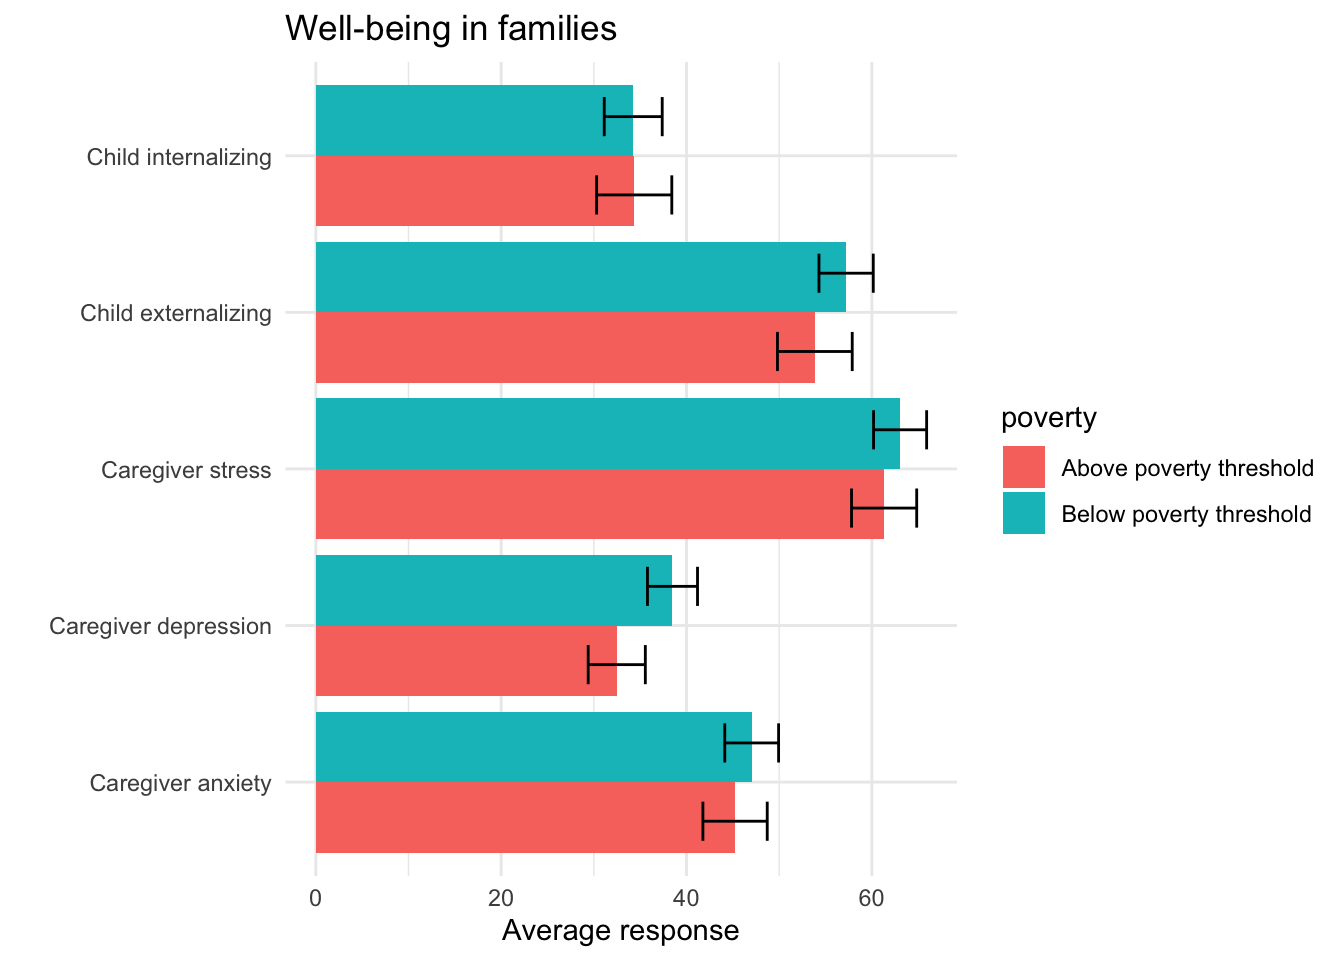 Well-being in families
Child internalizing
Child externalizing
Caregiver stress
Caregiver depression
Caregiver anxiety
0 20 40 60
Average response
poverty
Above poverty threshold
Below poverty threshold